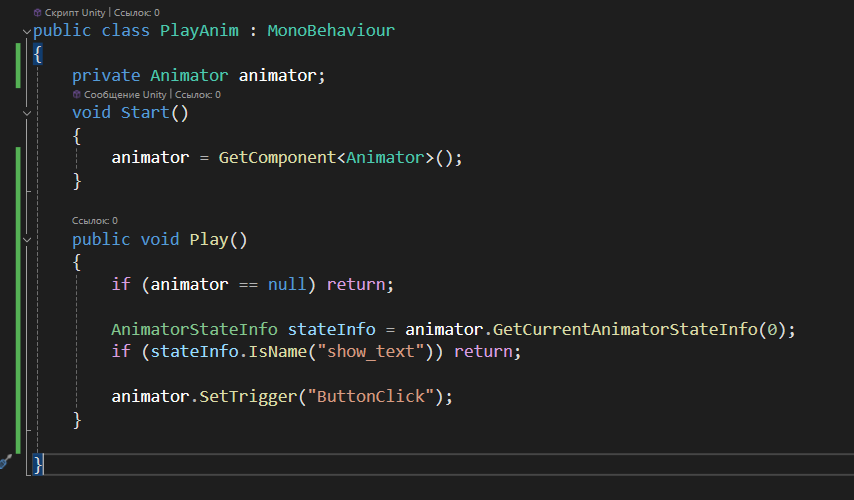 Скрипт Unity | Ссылок: 0
public class PlayAnim : MonoBehaviour
{
private Animator animator;
Сообщение Unity | Ссылок: 0
void Start()
{
animator = GetComponent<Animator>();
}
Ссылок: 0
public void Play()
{
if (animator == null) return;
AnimatorStateInfo stateInfo = animator.GetCurrentAnimatorStateInfo(0);
if (stateInfo.IsName("show_text")) return;
animator.SetTrigger("ButtonClick");
}
}